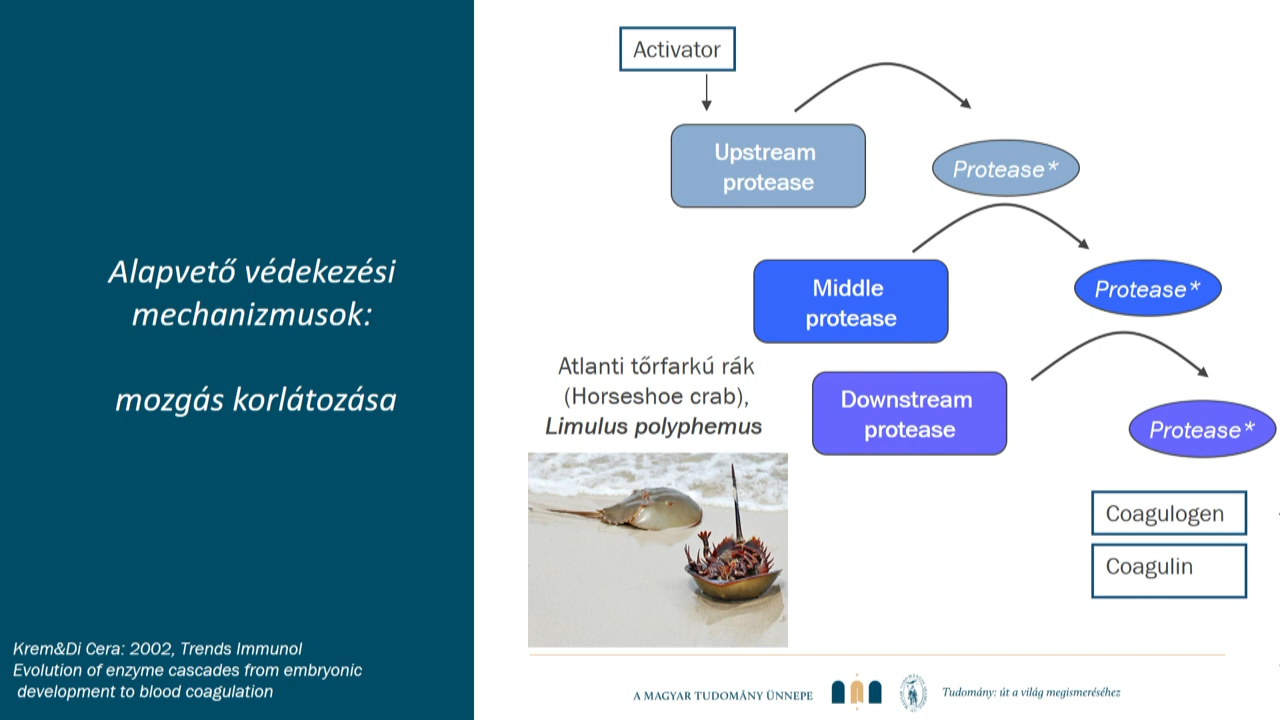 Alapvető védekezési
mechanizmusok:
mozgás korlátozása
Krem&Di Cera: 2002, Trends Immunol
Evolution of enzyme cascades from embryonic
development to blood coagulation
Activator
Upstream
protease
Protease*
Middle
protease
Protease*
Atlanti tőrfarkú rák
(Horseshoe crab),
Limulus polyphemus
Downstream
protease
Protease*
Coagulogen
Coagulin
A MAGYAR TUDOMÁNY ÜNNEPE
Tudomány: út a világ megismeréséhez